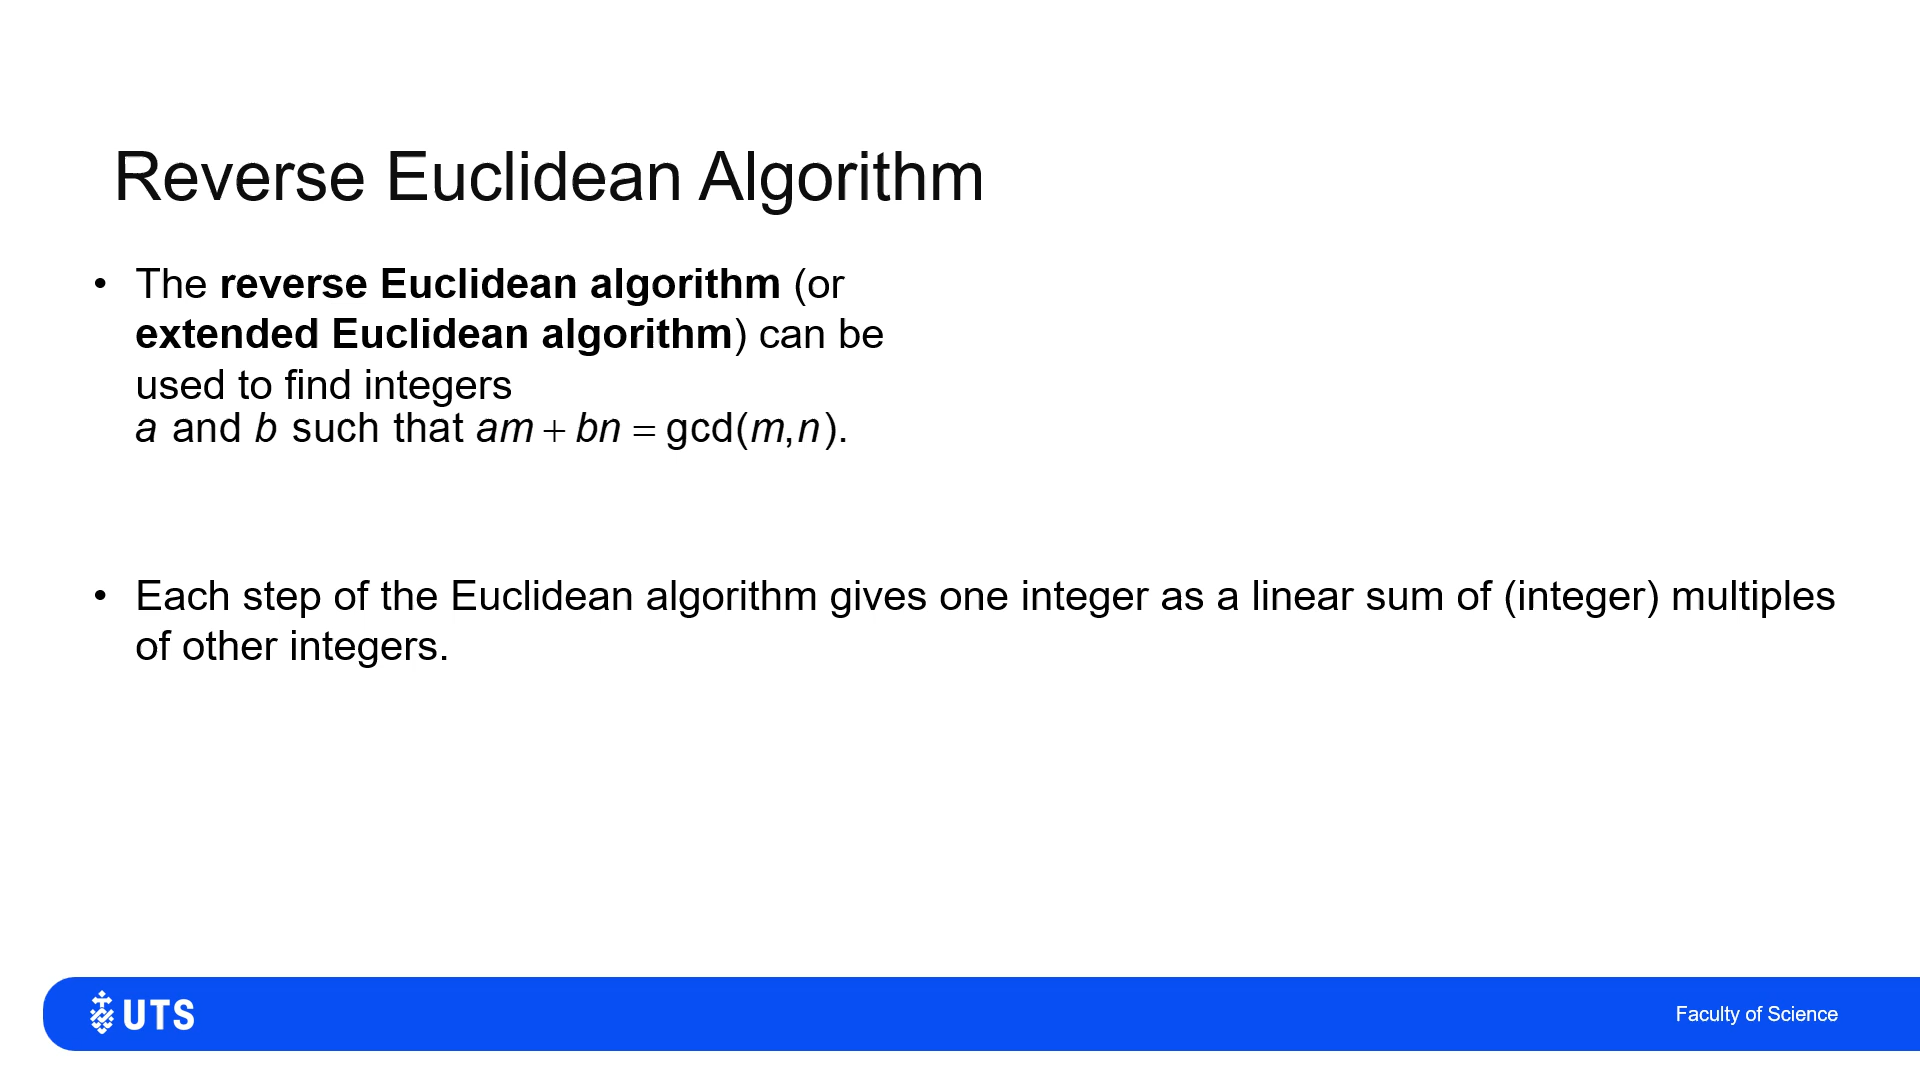 Reverse Euclidean Algorithm
• The reverse Euclidean algorithm (or
extended Euclidean algorithm) can be
used to find integers
a and b such that am + bn = gcd(m,n).
• Each step of the Euclidean algorithm gives one integer as a linear sum of (integer) multiples
of other integers.
UTS
Faculty of Science